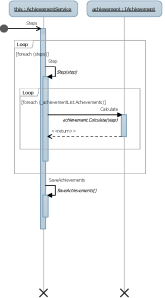 this : AchievementService
achievement : IAchievement
Steps
Loop
[foreach (steps)]
Step
Step(step)
Loop
[foreach (_achievementList.Achievements)]
Calculate
achievement.Calculate(step)
<<return>>
SaveAchievements
SaveAchievements()